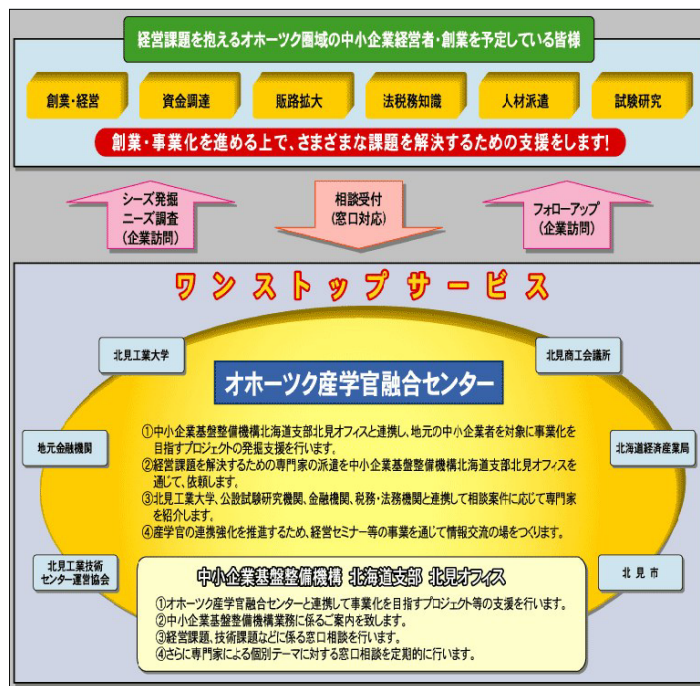 経営課題を抱えるオホーツク圏域の中小企業経営者・創業を予定している皆様
創業・経営
資金調達
販路拡大
法税務知識
人材派遣
試験研究
創業・事業化を進める上で、さまざまな課題を解決するための支援をします!
シーズ発掘
ニーズ調査
(企業訪問)
相談受付
(窓口対応)
フォローアップ
(企業訪問)
ワンストップサービス
北見工業大学
北見商工会議所
オホーツク産学官融合センター
地元金融機関
北海道経済産業局
①中小企業基盤整備機構北海道支部北見オフィスと連携し、地元の中小企業者を対象に事業化を
目指すプロジェクトの発掘支援を行います。
②経営課題を解決するための専門家の派遣を中小企業基盤整備機構北海道支部北見オフィスを
通じて、依頼します。
③北見工業大学、公設試験研究機関、金融機関、税務・法務機関と連携して相談案件に応じて専門家
を紹介します。
④産学官の連携強化を推進するため、経営セミナー等の事業を通じて情報交流の場をつくります。
北見工業技術
センター運営協会
北見市
中小企業基盤整備機構 北海道支部 北見オフィス
①オホーツク産学官融合センターと連携して事業化を目指すプロジェクト等の支援を行います。
②中小企業基盤整備機構業務に係るご案内を致します。
③経営課題、技術課題などに係る窓口相談を行います。
④さらに専門家による個別テーマに対する窓口相談を定期的に行います。